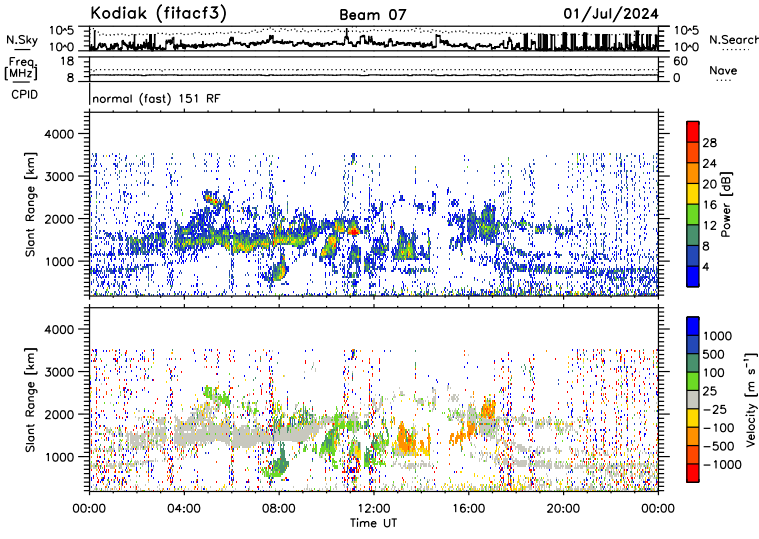 Kodiak (fitacf3) Beam 07 01/Jul/2024
N.Sky 10^5 10^5 N.Search
10^0 10^0
Freq. 18 60 Nave
[MHz] 8 0
CPID normal (fast) 151 RF
Slant Range [km]
4000
3000
2000
1000
Power [dB]
28
24
20
16
12
8
4
Slant Range [km]
4000
3000
2000
1000
Velocity [m s⁻¹]
1000
500
100
25
−25
−100
−500
−1000
00:00 04:00 08:00 12:00 16:00 20:00 00:00
Time UT